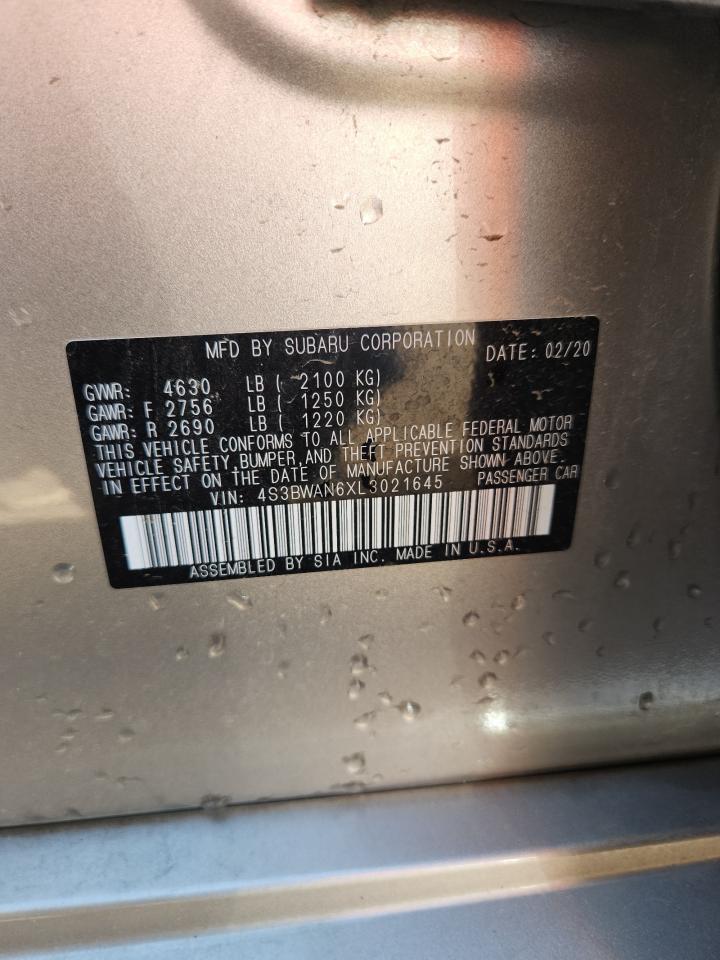 MFD BY SUBARU CORPORATION DATE: 02/20
GVWR: 4630 LB ( 2100 KG)
GAWR: F 2756 LB ( 1250 KG)
GAWR: R 2690 LB ( 1220 KG)
THIS VEHICLE CONFORMS TO ALL APPLICABLE FEDERAL MOTOR
VEHICLE SAFETY,BUMPER,AND THEFT PREVENTION STANDARDS
IN EFFECT ON THE DATE OF MANUFACTURE SHOWN ABOVE.
VIN: 4S3BWAN6XL3021645 PASSENGER CAR
ASSEMBLED BY SIA INC. MADE IN U.S.A.